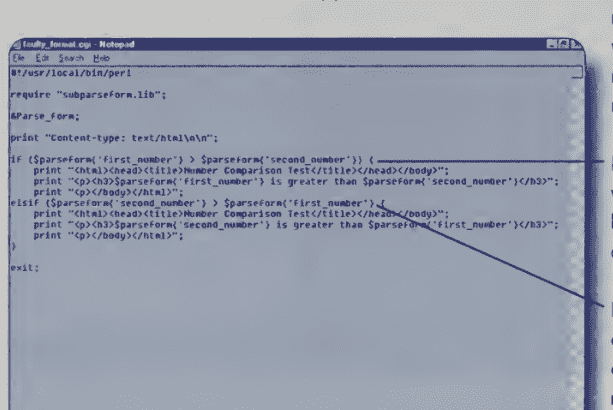 faulty_format.cgi - Notepad
File Edit Search Help
#!/usr/local/bin/perl
require "subparseform.lib";
&Parse_Form;
print "Content-type: text/html\n\n";
if ($parseform{'first_number'} > $parseform{'second_number'}) {
print "<html><head><title>Number Comparison Test</title></head></body>";
print "<p><h3>$parseform{'first_number'} is greater than $parseform{'second_number'}</h3>";
print "<p></body></html>";
elsif ($parseform{'second_number'} > $parseform{'first_number'} {
print "<html><head><title>Number Comparison Test</title></head></body>";
print "<p><h3>$parseform{'second_number'} is greater than $parseform{'first_number'}</h3>";
print "<p></body></html>";
}
exit;